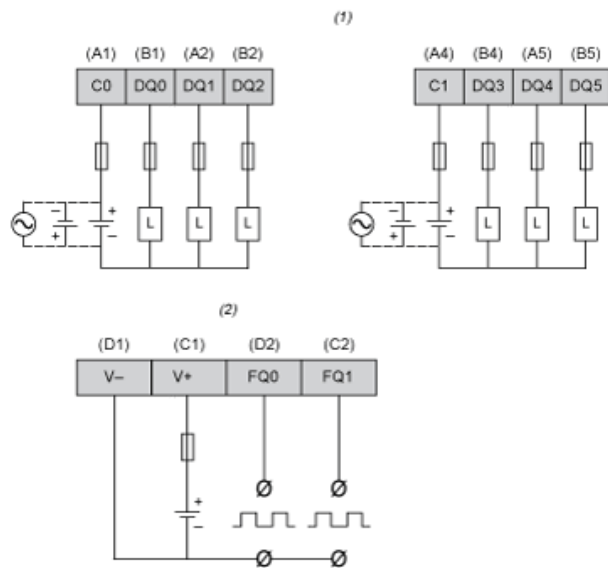 (1)
(A1) (B1) (A2) (B2)
C0 DQ0 DQ1 DQ2
L L L
(A4) (B4) (A5) (B5)
C1 DQ3 DQ4 DQ5
L L L
(2)
(D1) (C1) (D2) (C2)
V– V+ FQ0 FQ1